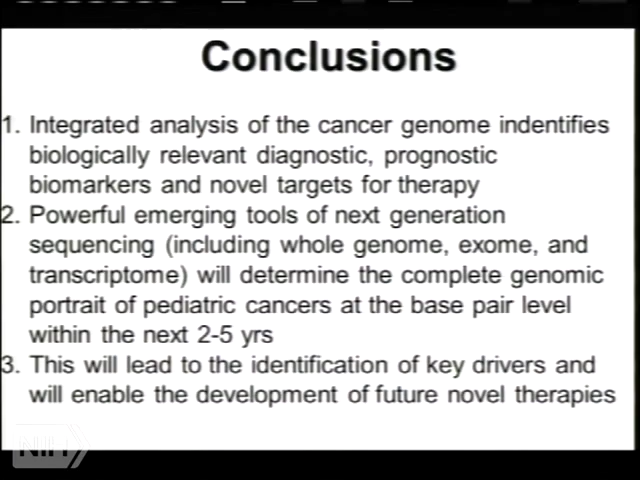 Conclusions
1. Integrated analysis of the cancer genome indentifies
biologically relevant diagnostic, prognostic
biomarkers and novel targets for therapy
2. Powerful emerging tools of next generation
sequencing (including whole genome, exome, and
transcriptome) will determine the complete genomic
portrait of pediatric cancers at the base pair level
within the next 2-5 yrs
3. This will lead to the identification of key drivers and
will enable the development of future novel therapies
NIH